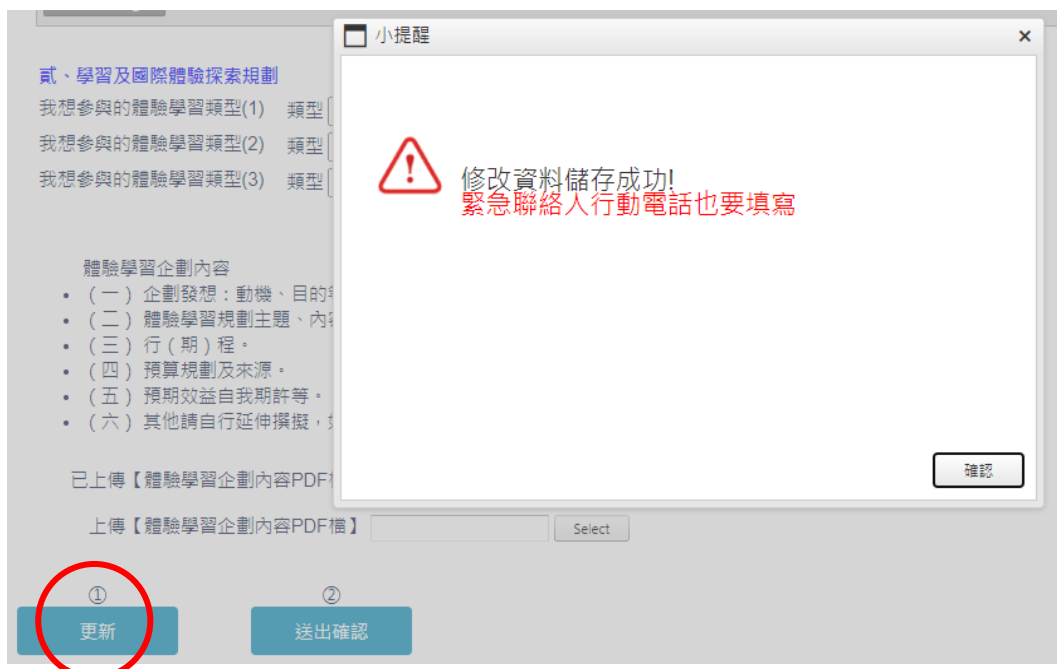 小提醒
貳、學習及國際體驗探索規劃
我想參與的體驗學習類型(1) 類型
我想參與的體驗學習類型(2) 類型
我想參與的體驗學習類型(3) 類型
修改資料儲存成功!
緊急聯絡人行動電話也要填寫
體驗學習企劃內容
• (一) 企劃發想:動機、目的
• (二) 體驗學習規劃主題、內
• (三) 行(期)程。
• (四) 預算規劃及來源。
• (五) 預期效益自我期許等。
• (六) 其他請自行延伸撰擬,
確認
已上傳【體驗學習企劃內容PDF
上傳【體驗學習企劃內容PDF檔】 Select
① ②
更新 送出確認